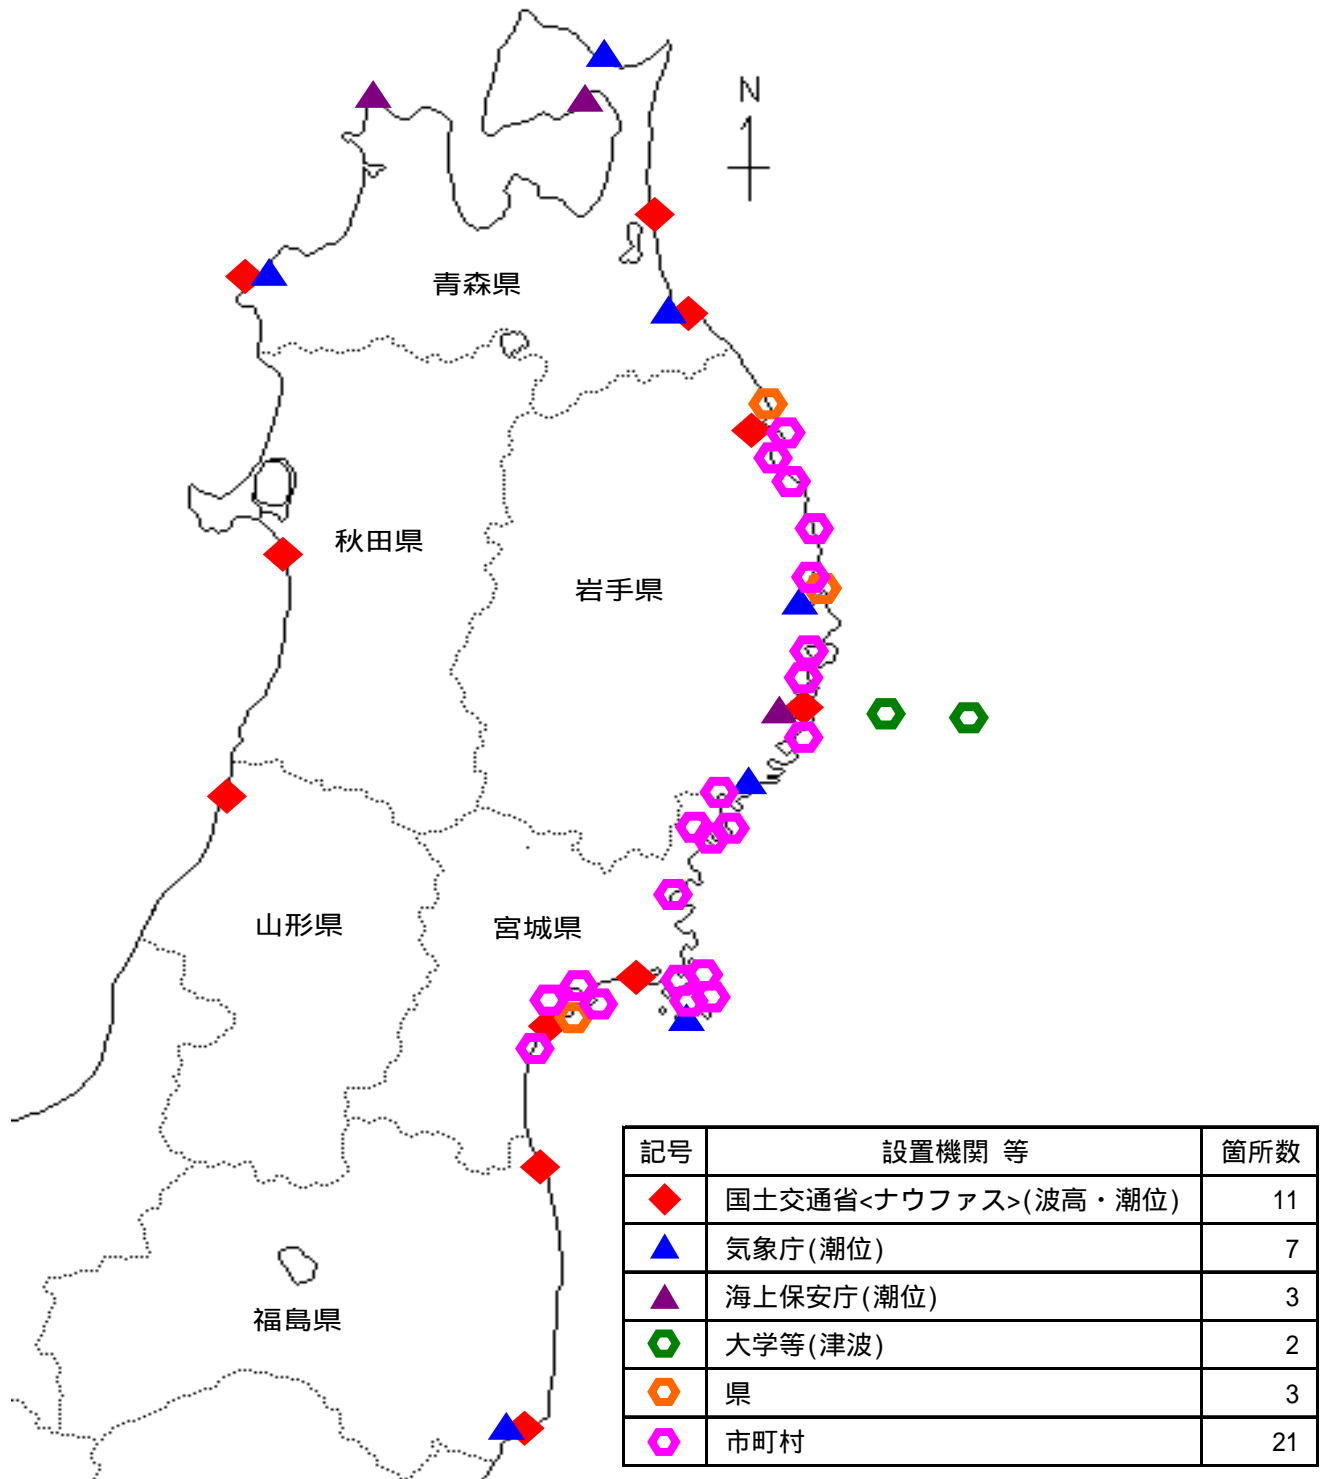 N
青森県
秋田県
岩手県
山形県
宮城県
福島県
記号 設置機関 等 箇所数
国土交通省<ナウファス>(波高・潮位) 11
気象庁(潮位) 7
海上保安庁(潮位) 3
大学等(津波) 2
県 3
市町村 21